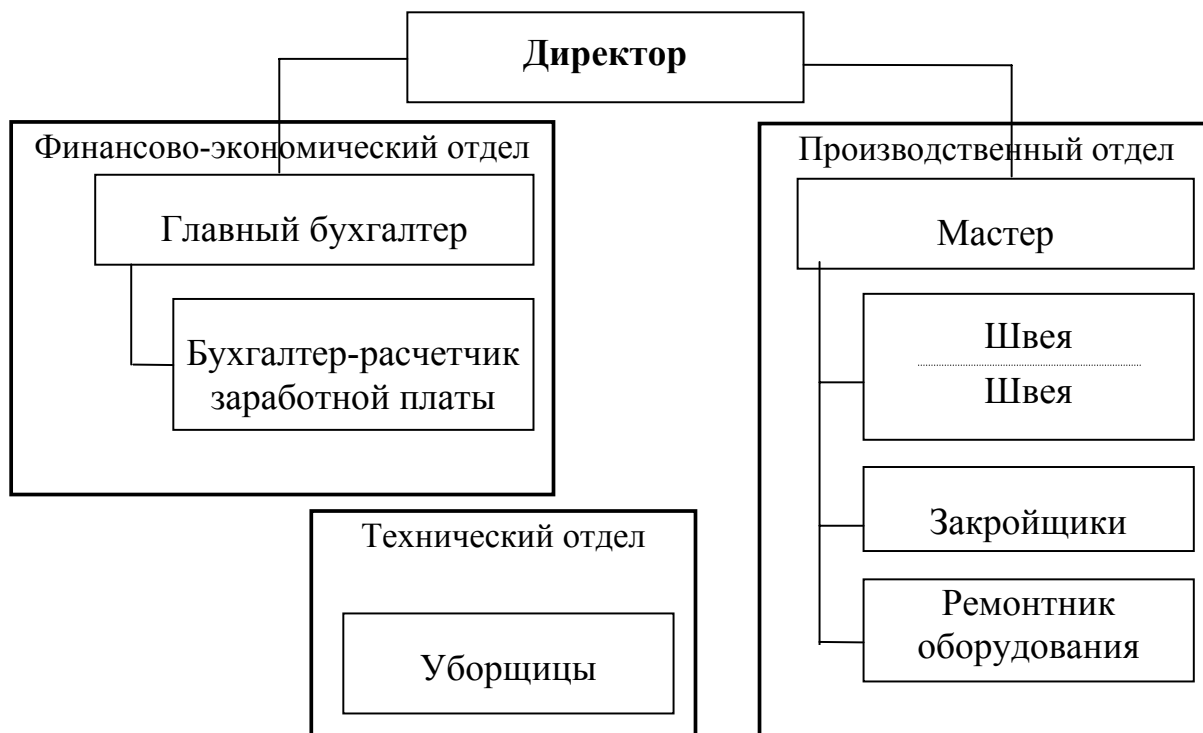 Директор
Финансово-экономический отдел
Главный бухгалтер
Бухгалтер-расчетчик
заработной платы
Технический отдел
Уборщицы
Производственный отдел
Мастер
Швея
Швея
Закройщики
Ремонтник
оборудования